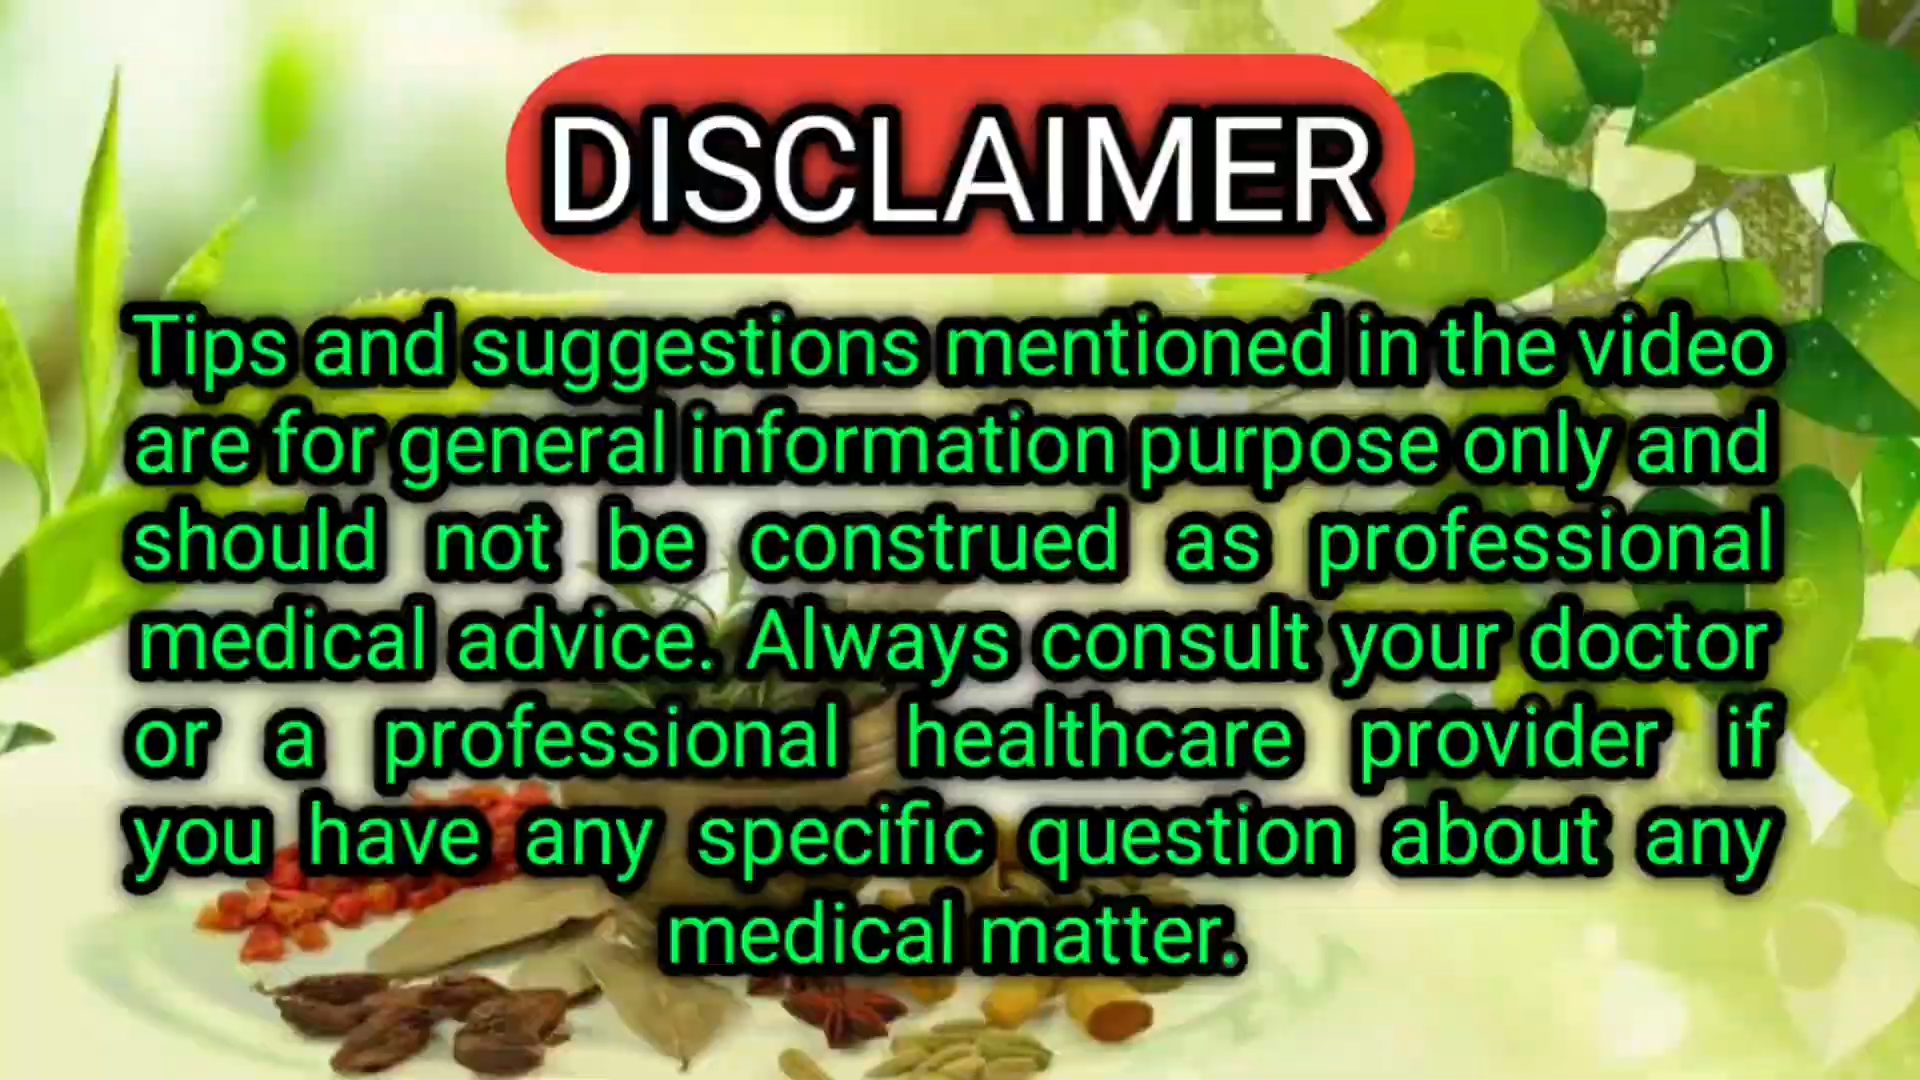 DISCLAIMER
Tips and suggestions mentioned in the video
are for general information purpose only and
should not be construed as professional
medical advice. Always consult your doctor
or a professional healthcare provider if
you have any specific question about any
medical matter.